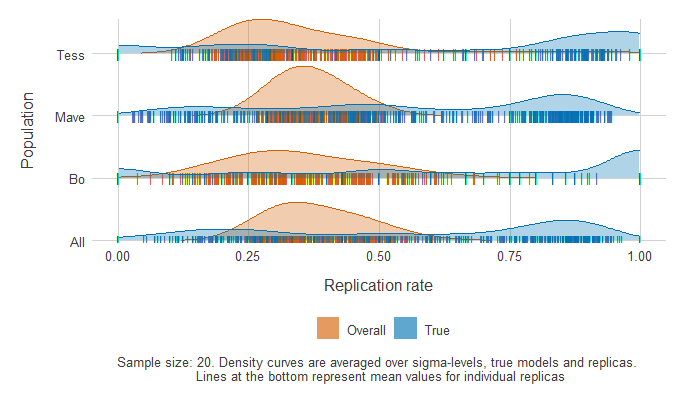 Population
Tess
Mave
Bo
All
0.00 0.25 0.50 0.75 1.00
Replication rate
Overall True
Sample size: 20. Density curves are averaged over sigma-levels, true models and replicas.
Lines at the bottom represent mean values for individual replicas